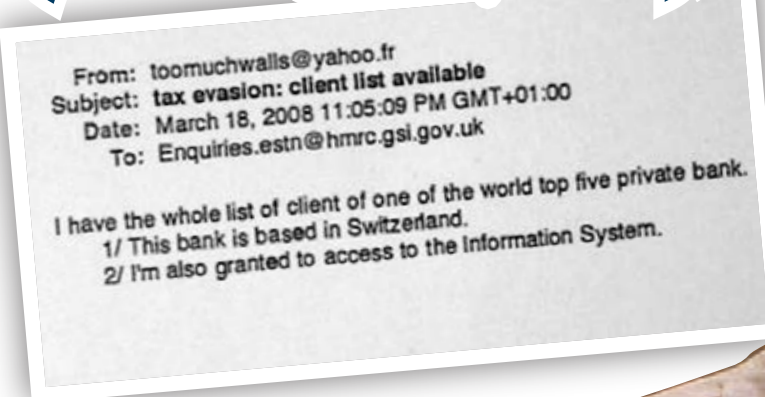 From: toomuchwalls@yahoo.fr
Subject: tax evasion: client list available
Date: March 18, 2008 11:05:09 PM GMT+01:00
To: Enquiries.estn@hmrc.gsi.gov.uk
I have the whole list of client of one of the world top five private bank.
1/ This bank is based in Switzerland.
2/ I'm also granted to access to the Information System.